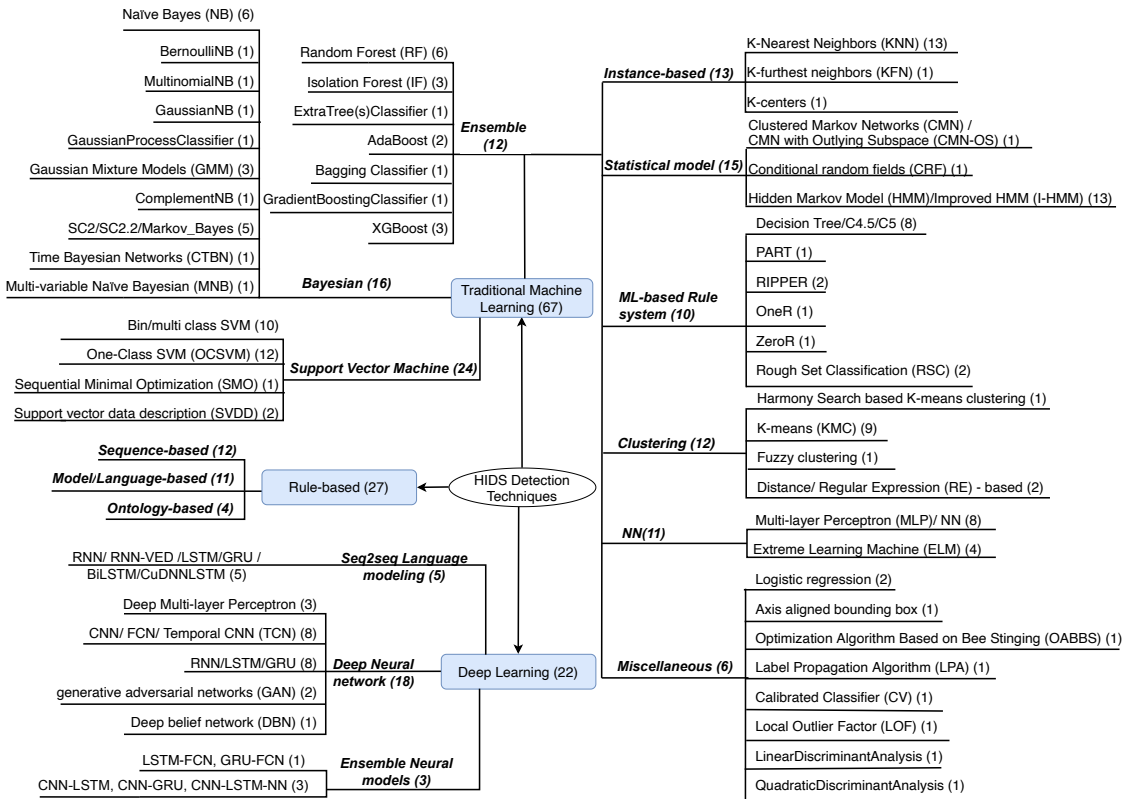 Naïve Bayes (NB) (6)
BernoulliNB (1)
MultinomialNB (1)
GaussianNB (1)
GaussianProcessClassifier (1)
Gaussian Mixture Models (GMM) (3)
ComplementNB (1)
SC2/SC2.2/Markov_Bayes (5)
Time Bayesian Networks (CTBN) (1)
Multi-variable Naïve Bayesian (MNB) (1)
Bayesian (16)
Random Forest (RF) (6)
Isolation Forest (IF) (3)
ExtraTree(s)Classifier (1)
AdaBoost (2)
Bagging Classifier (1)
GradientBoostingClassifier (1)
XGBoost (3)
Ensemble
(12)
Traditional Machine
Learning (67)
Bin/multi class SVM (10)
One-Class SVM (OCSVM) (12)
Sequential Minimal Optimization (SMO) (1)
Support vector data description (SVDD) (2)
Support Vector Machine (24)
Sequence-based (12)
Model/Language-based (11)
Ontology-based (4)
Rule-based (27)
HIDS Detection
Techniques
RNN/ RNN-VED /LSTM/GRU /
BiLSTM/CuDNNLSTM (5)
Seq2seq Language
modeling (5)
Deep Multi-layer Perceptron (3)
CNN/ FCN/ Temporal CNN (TCN) (8)
RNN/LSTM/GRU (8)
generative adversarial networks (GAN) (2)
Deep belief network (DBN) (1)
Deep Neural
network (18)
Deep Learning (22)
LSTM-FCN, GRU-FCN (1)
CNN-LSTM, CNN-GRU, CNN-LSTM-NN (3)
Ensemble Neural
models (3)
Instance-based (13)
K-Nearest Neighbors (KNN) (13)
K-furthest neighbors (KFN) (1)
K-centers (1)
Statistical model (15)
Clustered Markov Networks (CMN) /
CMN with Outlying Subspace (CMN-OS) (1)
Conditional random fields (CRF) (1)
Hidden Markov Model (HMM)/Improved HMM (I-HMM) (13)
ML-based Rule
system (10)
Decision Tree/C4.5/C5 (8)
PART (1)
RIPPER (2)
OneR (1)
ZeroR (1)
Rough Set Classification (RSC) (2)
Clustering (12)
Harmony Search based K-means clustering (1)
K-means (KMC) (9)
Fuzzy clustering (1)
Distance/ Regular Expression (RE) - based (2)
NN(11)
Multi-layer Perceptron (MLP)/ NN (8)
Extreme Learning Machine (ELM) (4)
Miscellaneous (6)
Logistic regression (2)
Axis aligned bounding box (1)
Optimization Algorithm Based on Bee Stinging (OABBS) (1)
Label Propagation Algorithm (LPA) (1)
Calibrated Classifier (CV) (1)
Local Outlier Factor (LOF) (1)
LinearDiscriminantAnalysis (1)
QuadraticDiscriminantAnalysis (1)